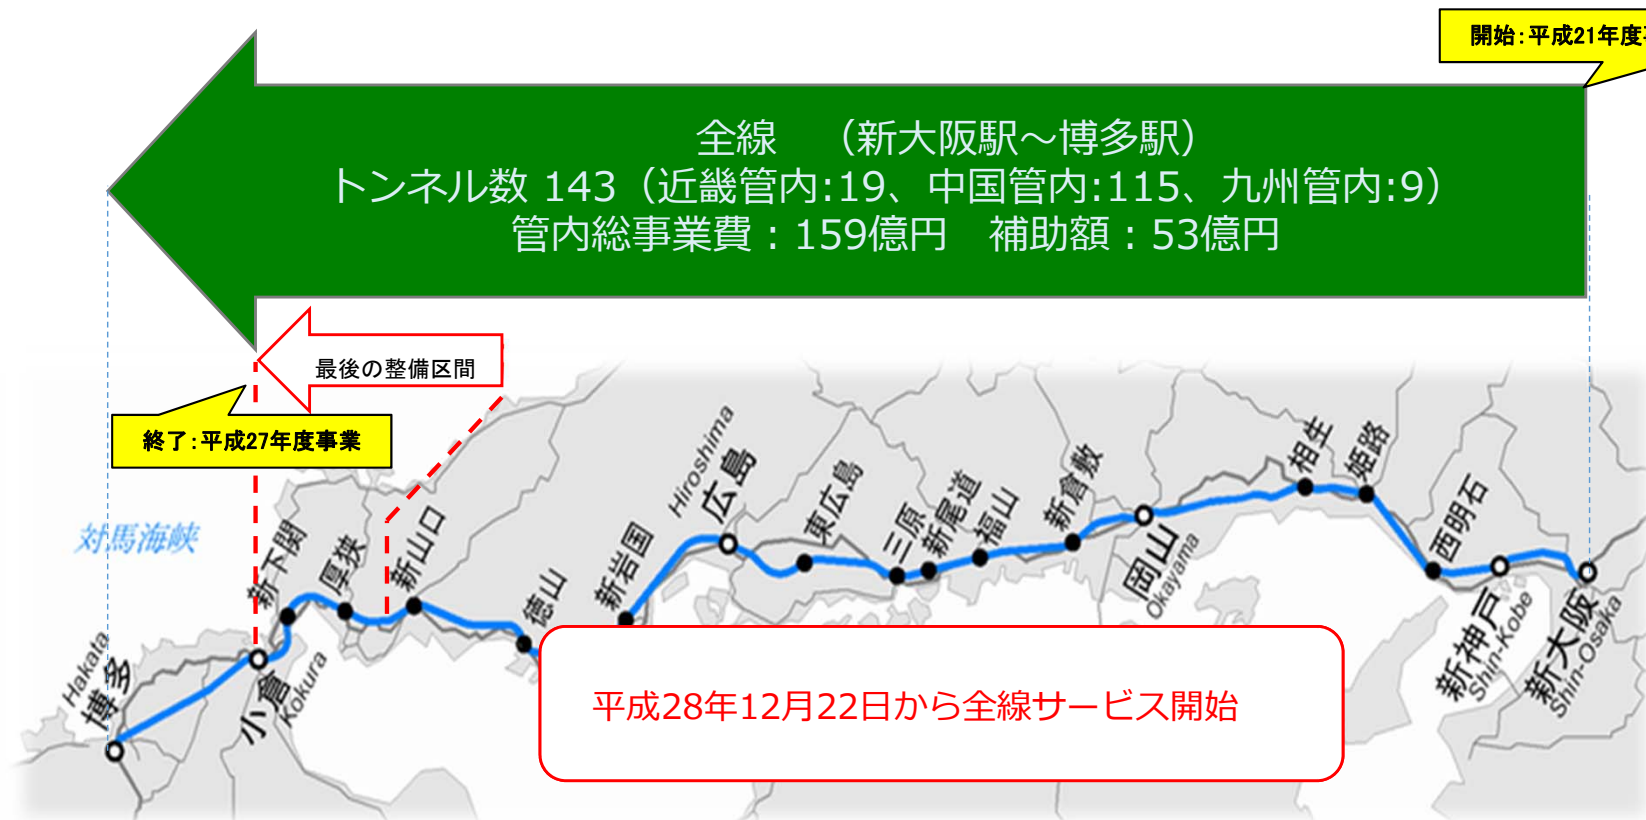 開始:平成21年度
全線　（新大阪駅～博多駅）
トンネル数 143（近畿管内:19、中国管内:115、九州管内:9）
管内総事業費：159億円　補助額：53億円
最後の整備区間
終了:平成27年度事業
対馬海峡
博多
Hakata
小倉
Kokura
新下関
厚狭
新山口
徳山
新岩国
広島
Hiroshima
東広島
三原
新尾道
福山
新倉敷
岡山
Okayama
相生
姫路
西明石
新神戸
Shin-Kobe
新大阪
Shin-Osaka
平成28年12月22日から全線サービス開始